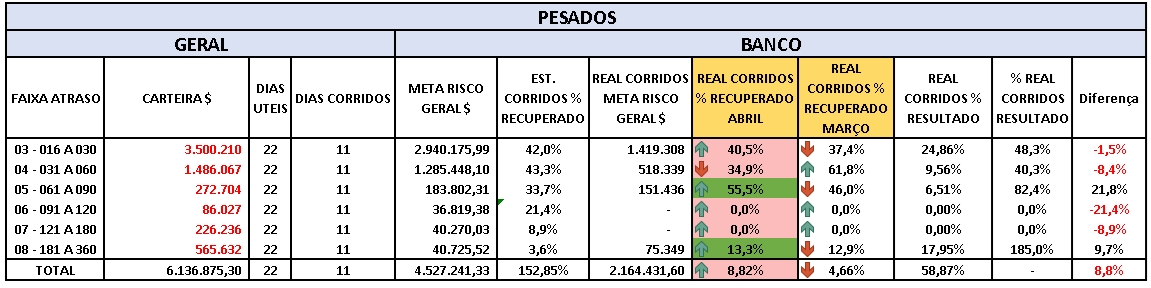 PESADOS
GERAL BANCO
FAIXA ATRASO CARTEIRA $ DIAS UTEIS DIAS CORRIDOS META RISCO GERAL $ EST. CORRIDOS % RECUPERADO REAL CORRIDOS META RISCO GERAL $ REAL CORRIDOS % RECUPERADO ABRIL REAL CORRIDOS % RECUPERADO MARÇO REAL CORRIDOS % RESULTADO % REAL CORRIDOS RESULTADO Diferença
03 - 016 A 030 3.500.210 22 11 2.940.175,99 42,0% 1.419.308 40,5% 37,4% 24,86% 48,3% -1,5%
04 - 031 A 060 1.486.067 22 11 1.285.448,10 43,3% 518.339 34,9% 61,8% 9,56% 40,3% -8,4%
05 - 061 A 090 272.704 22 11 183.802,31 33,7% 151.436 55,5% 46,0% 6,51% 82,4% 21,8%
06 - 091 A 120 86.027 22 11 36.819,38 21,4% - 0,0% 0,0% 0,00% 0,0% -21,4%
07 - 121 A 180 226.236 22 11 40.270,03 8,9% - 0,0% 0,0% 0,00% 0,0% -8,9%
08 - 181 A 360 565.632 22 11 40.725,52 3,6% 75.349 13,3% 12,9% 17,95% 185,0% 9,7%
TOTAL 6.136.875,30 22 11 4.527.241,33 152,85% 2.164.431,60 8,82% 4,66% 58,87% - 8,8%